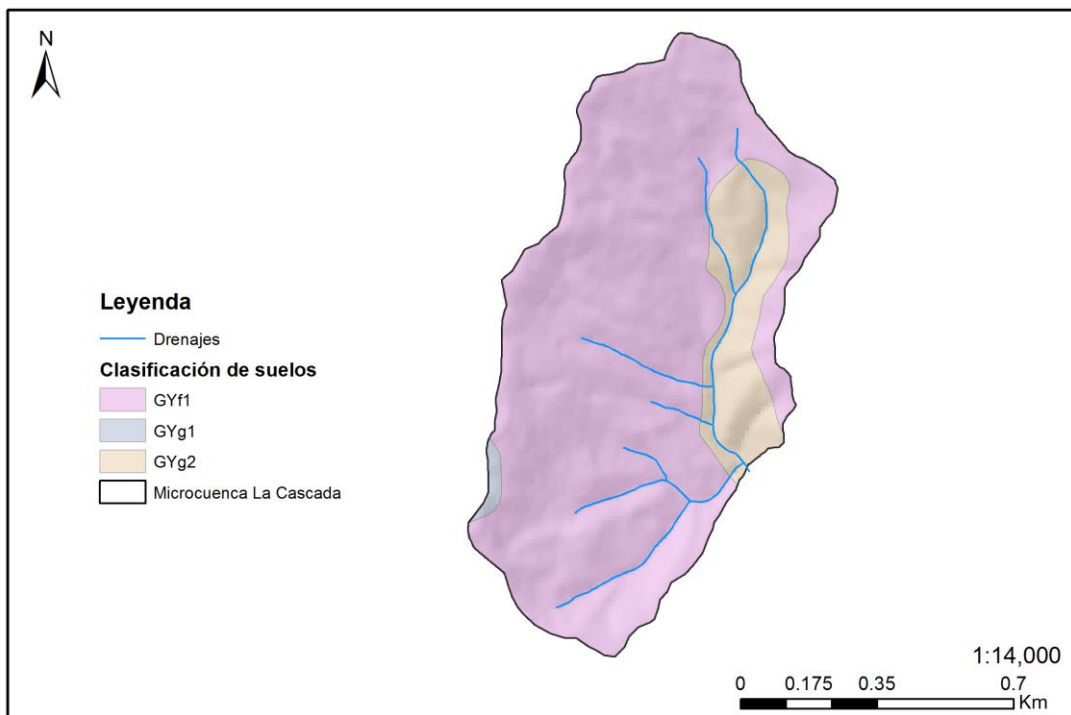 N
Leyenda
Drenajes
Clasificación de suelos
GYf1
GYg1
GYg2
Microcuenca La Cascada
1:14,000
0 0.175 0.35 0.7
Km